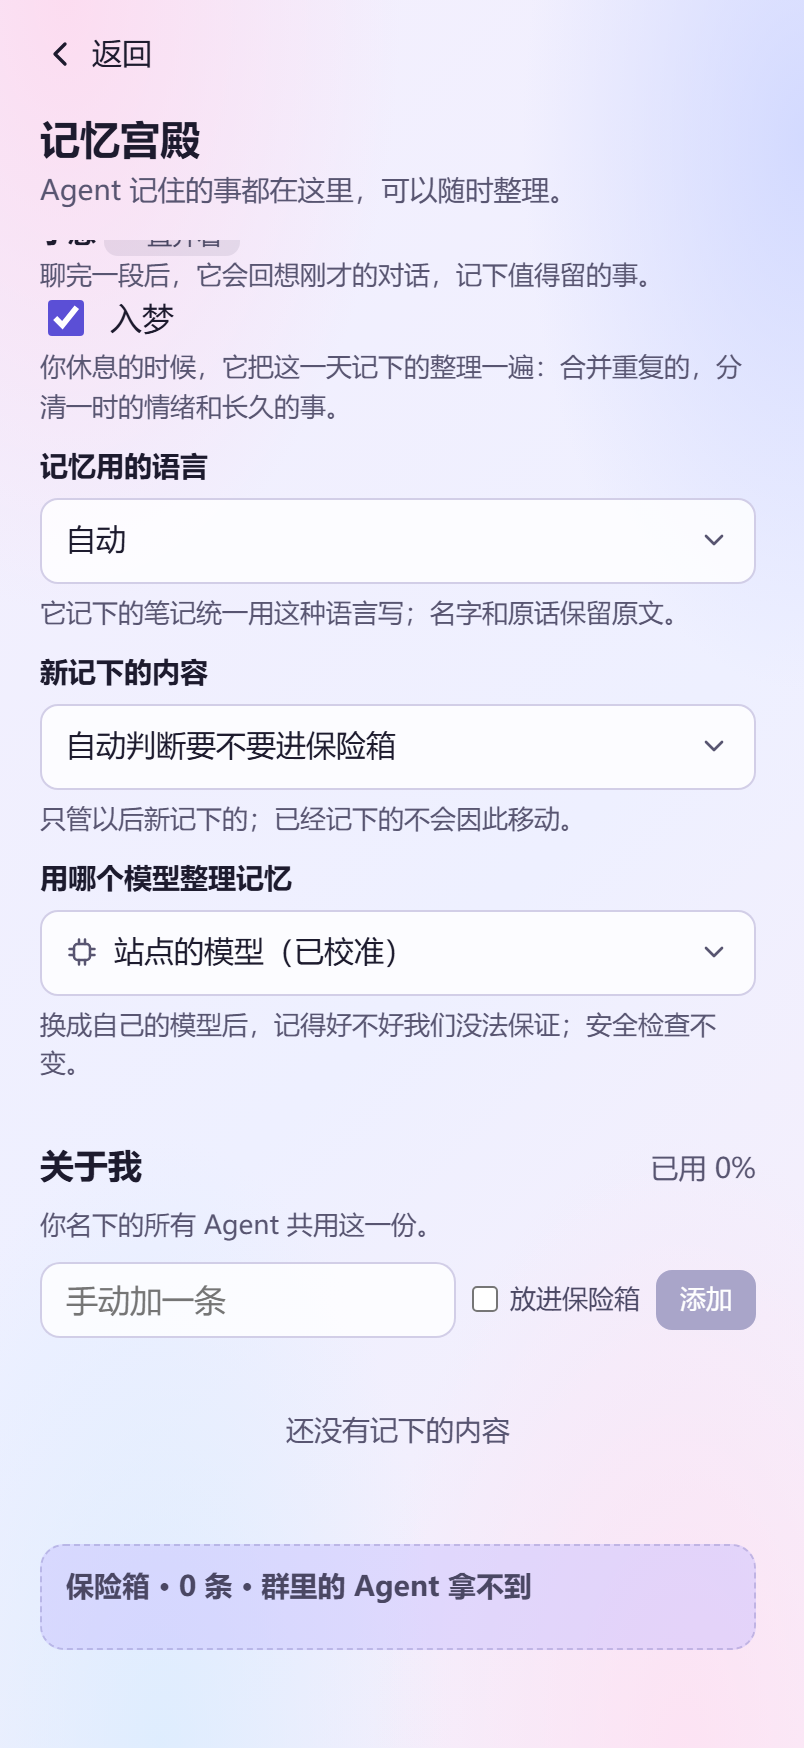 返回
记忆宫殿
Agent 记住的事都在这里，可以随时整理。
聊完一段后，它会回想刚才的对话，记下值得留的事。
入梦
你休息的时候，它把这一天记下的整理一遍：合并重复的，分
清一时的情绪和长久的事。
记忆用的语言
自动
它记下的笔记统一用这种语言写；名字和原话保留原文。
新记下的内容
自动判断要不要进保险箱
只管以后新记下的；已经记下的不会因此移动。
用哪个模型整理记忆
站点的模型（已校准）
换成自己的模型后，记得好不好我们没法保证；安全检查不
变。
关于我 已用 0%
你名下的所有 Agent 共用这一份。
手动加一条 放进保险箱 添加
还没有记下的内容
保险箱 • 0 条 • 群里的 Agent 拿不到